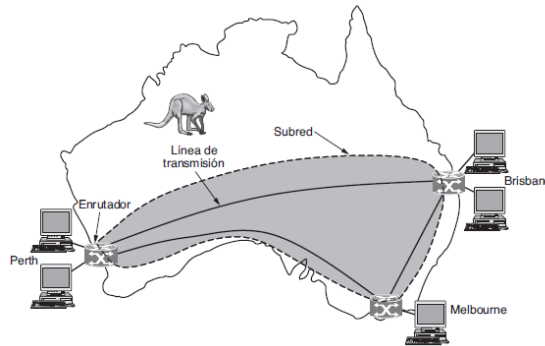 Subred
Línea de
transmisión
Brisban
Enrutador
Perth
Melbourne